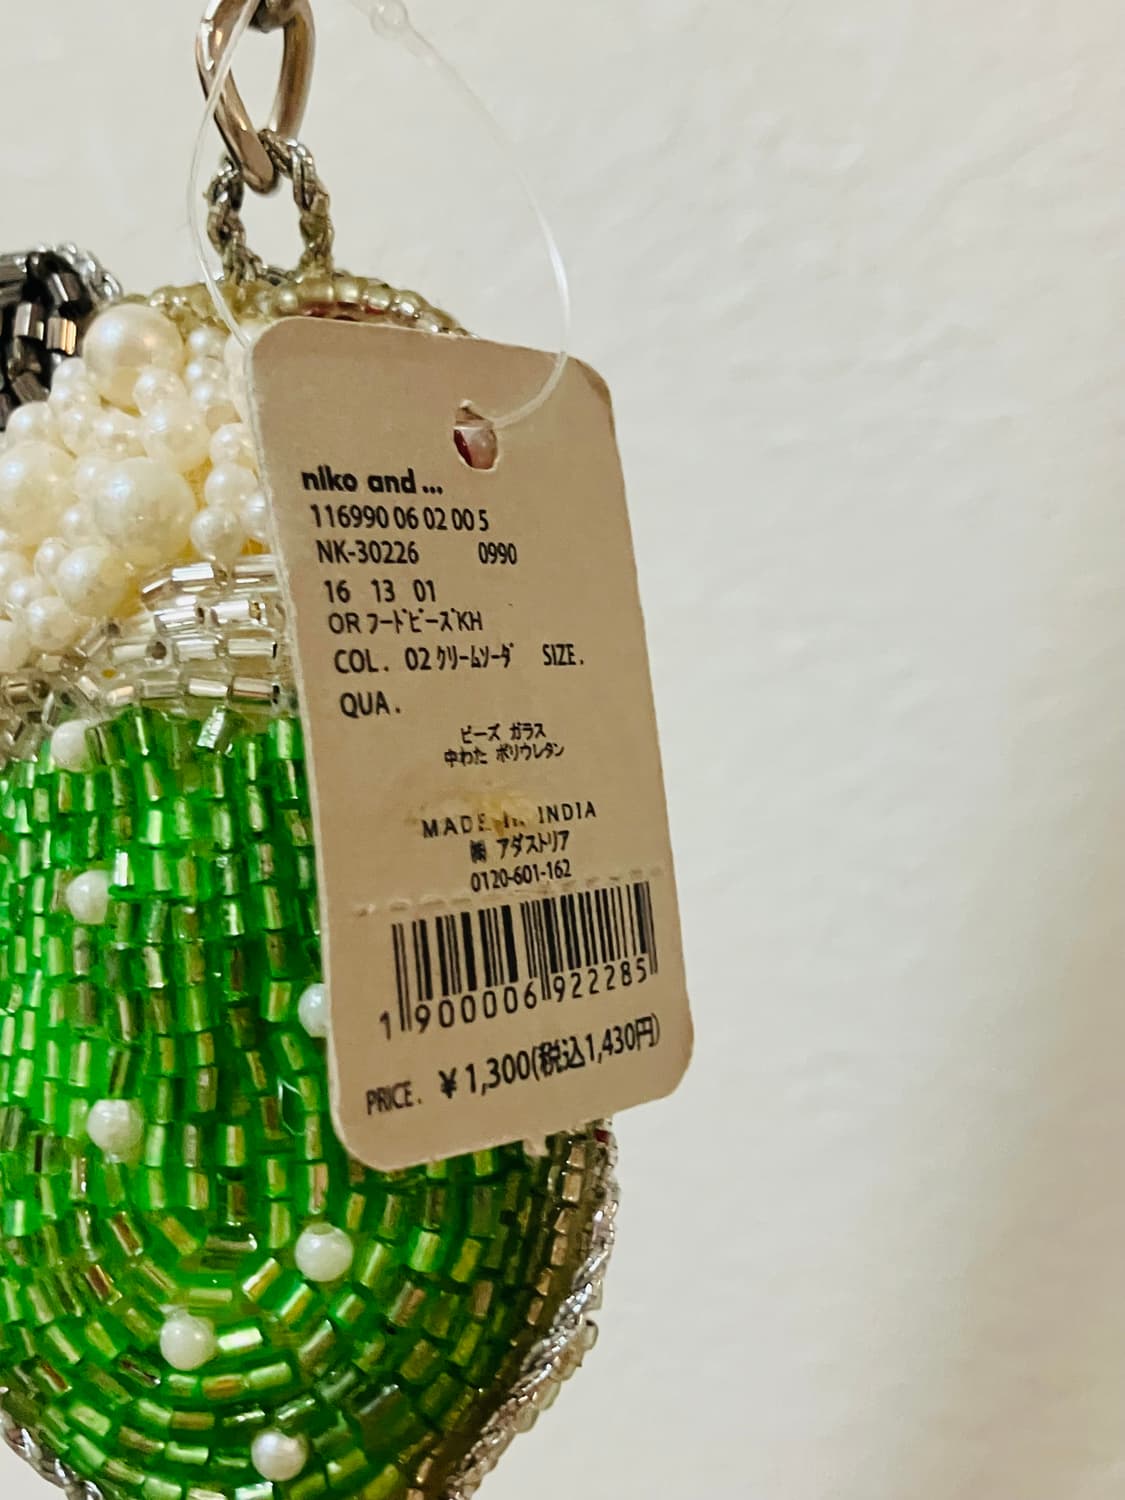 niko and ...
116990 06 02 00 5
NK-30226 0990
16 13 01
OR フードビーズKH
COL. 02 クリームソーダ SIZE.
QUA.
ビーズ ガラス
中わた ポリウレタン
MADE IN INDIA
㈱ アダストリア
0120-601-162
1900006922285
PRICE. ¥1,300(税込1,430円)